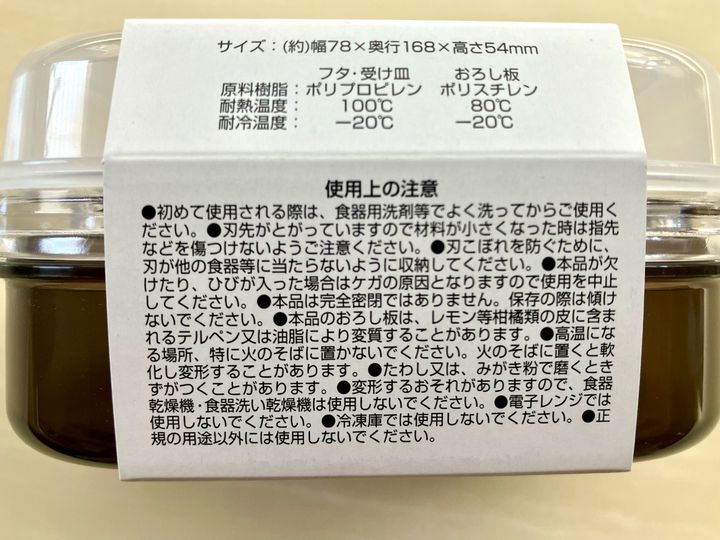 サイズ:(約)幅78×奥行168×高さ54mm
フタ・受け皿 おろし板
原料樹脂:ポリプロピレン ポリスチレン
耐熱温度: 100℃ 80℃
耐冷温度: −20℃ −20℃
使用上の注意
●初めて使用される際は、食器用洗剤等でよく洗ってからご使用く
ださい。●刃先がとがっていますので材料が小さくなった時は指先
などを傷つけないようご注意ください。●刃こぼれを防ぐために、
刃が他の食器等に当たらないように収納してください。●本品が欠
けたり、ひびが入った場合はケガの原因となりますので使用を中止
してください。●本品は完全密閉ではありません。保存の際は傾け
ないでください。●本品のおろし板は、レモン等柑橘類の皮に含ま
れるテルペン又は油脂により変質することがあります。●高温にな
る場所、特に火のそばに置かないでください。火のそばに置くと軟
化し変形することがあります。●たわし又は、みがき粉で磨くとき
ずがつくことがあります。●変形するおそれがありますので、食器
乾燥機・食器洗い乾燥機は使用しないでください。●電子レンジでは
使用しないでください。●冷凍庫では使用しないでください。●正
規の用途以外には使用しないでください。